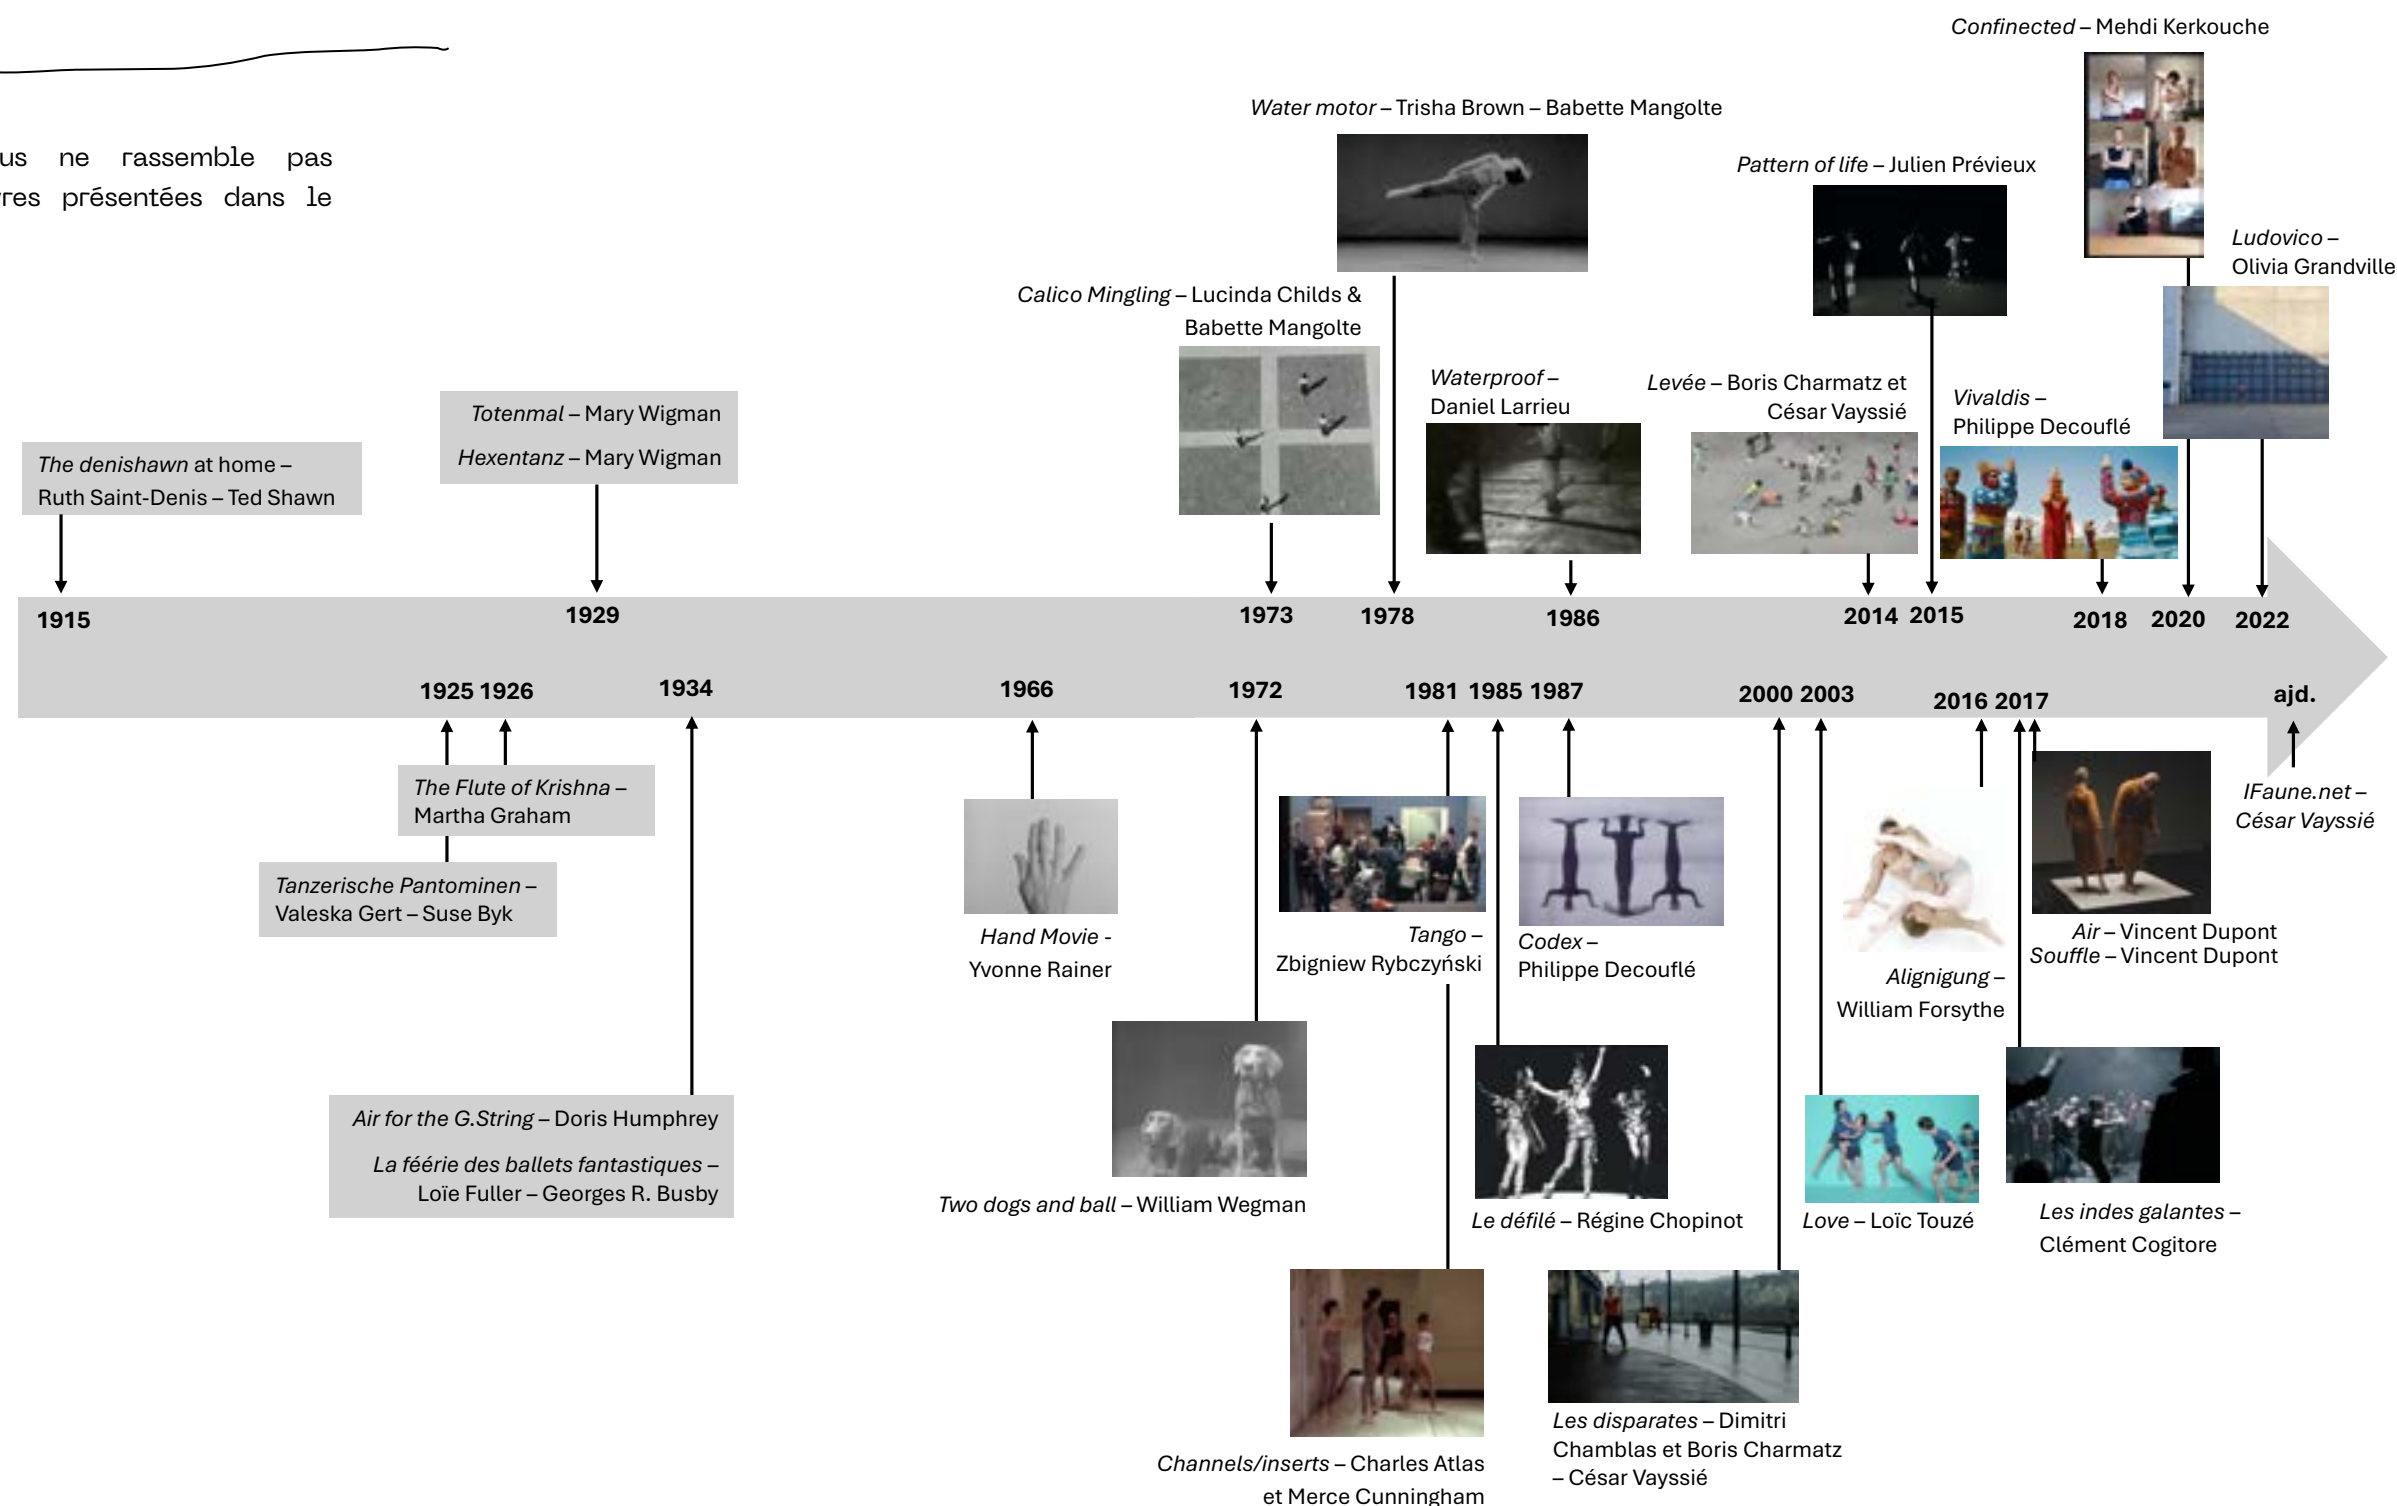 us ne rassemble pas
res présentées dans le
Confinected – Mehdi Kerkouche
Water motor – Trisha Brown – Babette Mangolte
Pattern of life – Julien Prévieux
Ludovico –
Olivia Grandville
Calico Mingling – Lucinda Childs &
Babette Mangolte
Waterproof –
Daniel Larrieu
Levée – Boris Charmatz et
César Vayssié
Vivaldis –
Philippe Decouflé
Totenmal – Mary Wigman
Hexentanz – Mary Wigman
The denishawn at home –
Ruth Saint-Denis – Ted Shawn
1915
1929
1973
1978
1986
2014
2015
2018
2020
2022
1925
1926
1934
1966
1972
1981
1985
1987
2000
2003
2016
2017
ajd.
The Flute of Krishna –
Martha Graham
Tanzerische Pantominen –
Valeska Gert – Suse Byk
Air for the G.String – Doris Humphrey
La féérie des ballets fantastiques –
Loïe Fuller – Georges R. Busby
Hand Movie -
Yvonne Rainer
Two dogs and ball – William Wegman
Tango –
Zbigniew Rybczyński
Channels/inserts – Charles Atlas
et Merce Cunningham
Codex –
Philippe Decouflé
Le défilé – Régine Chopinot
Les disparates – Dimitri
Chamblas et Boris Charmatz
– César Vayssié
Love – Loïc Touzé
Alignigung –
William Forsythe
Air – Vincent Dupont
Souffle – Vincent Dupont
Les indes galantes –
Clément Cogitore
IFaune.net –
César Vayssié